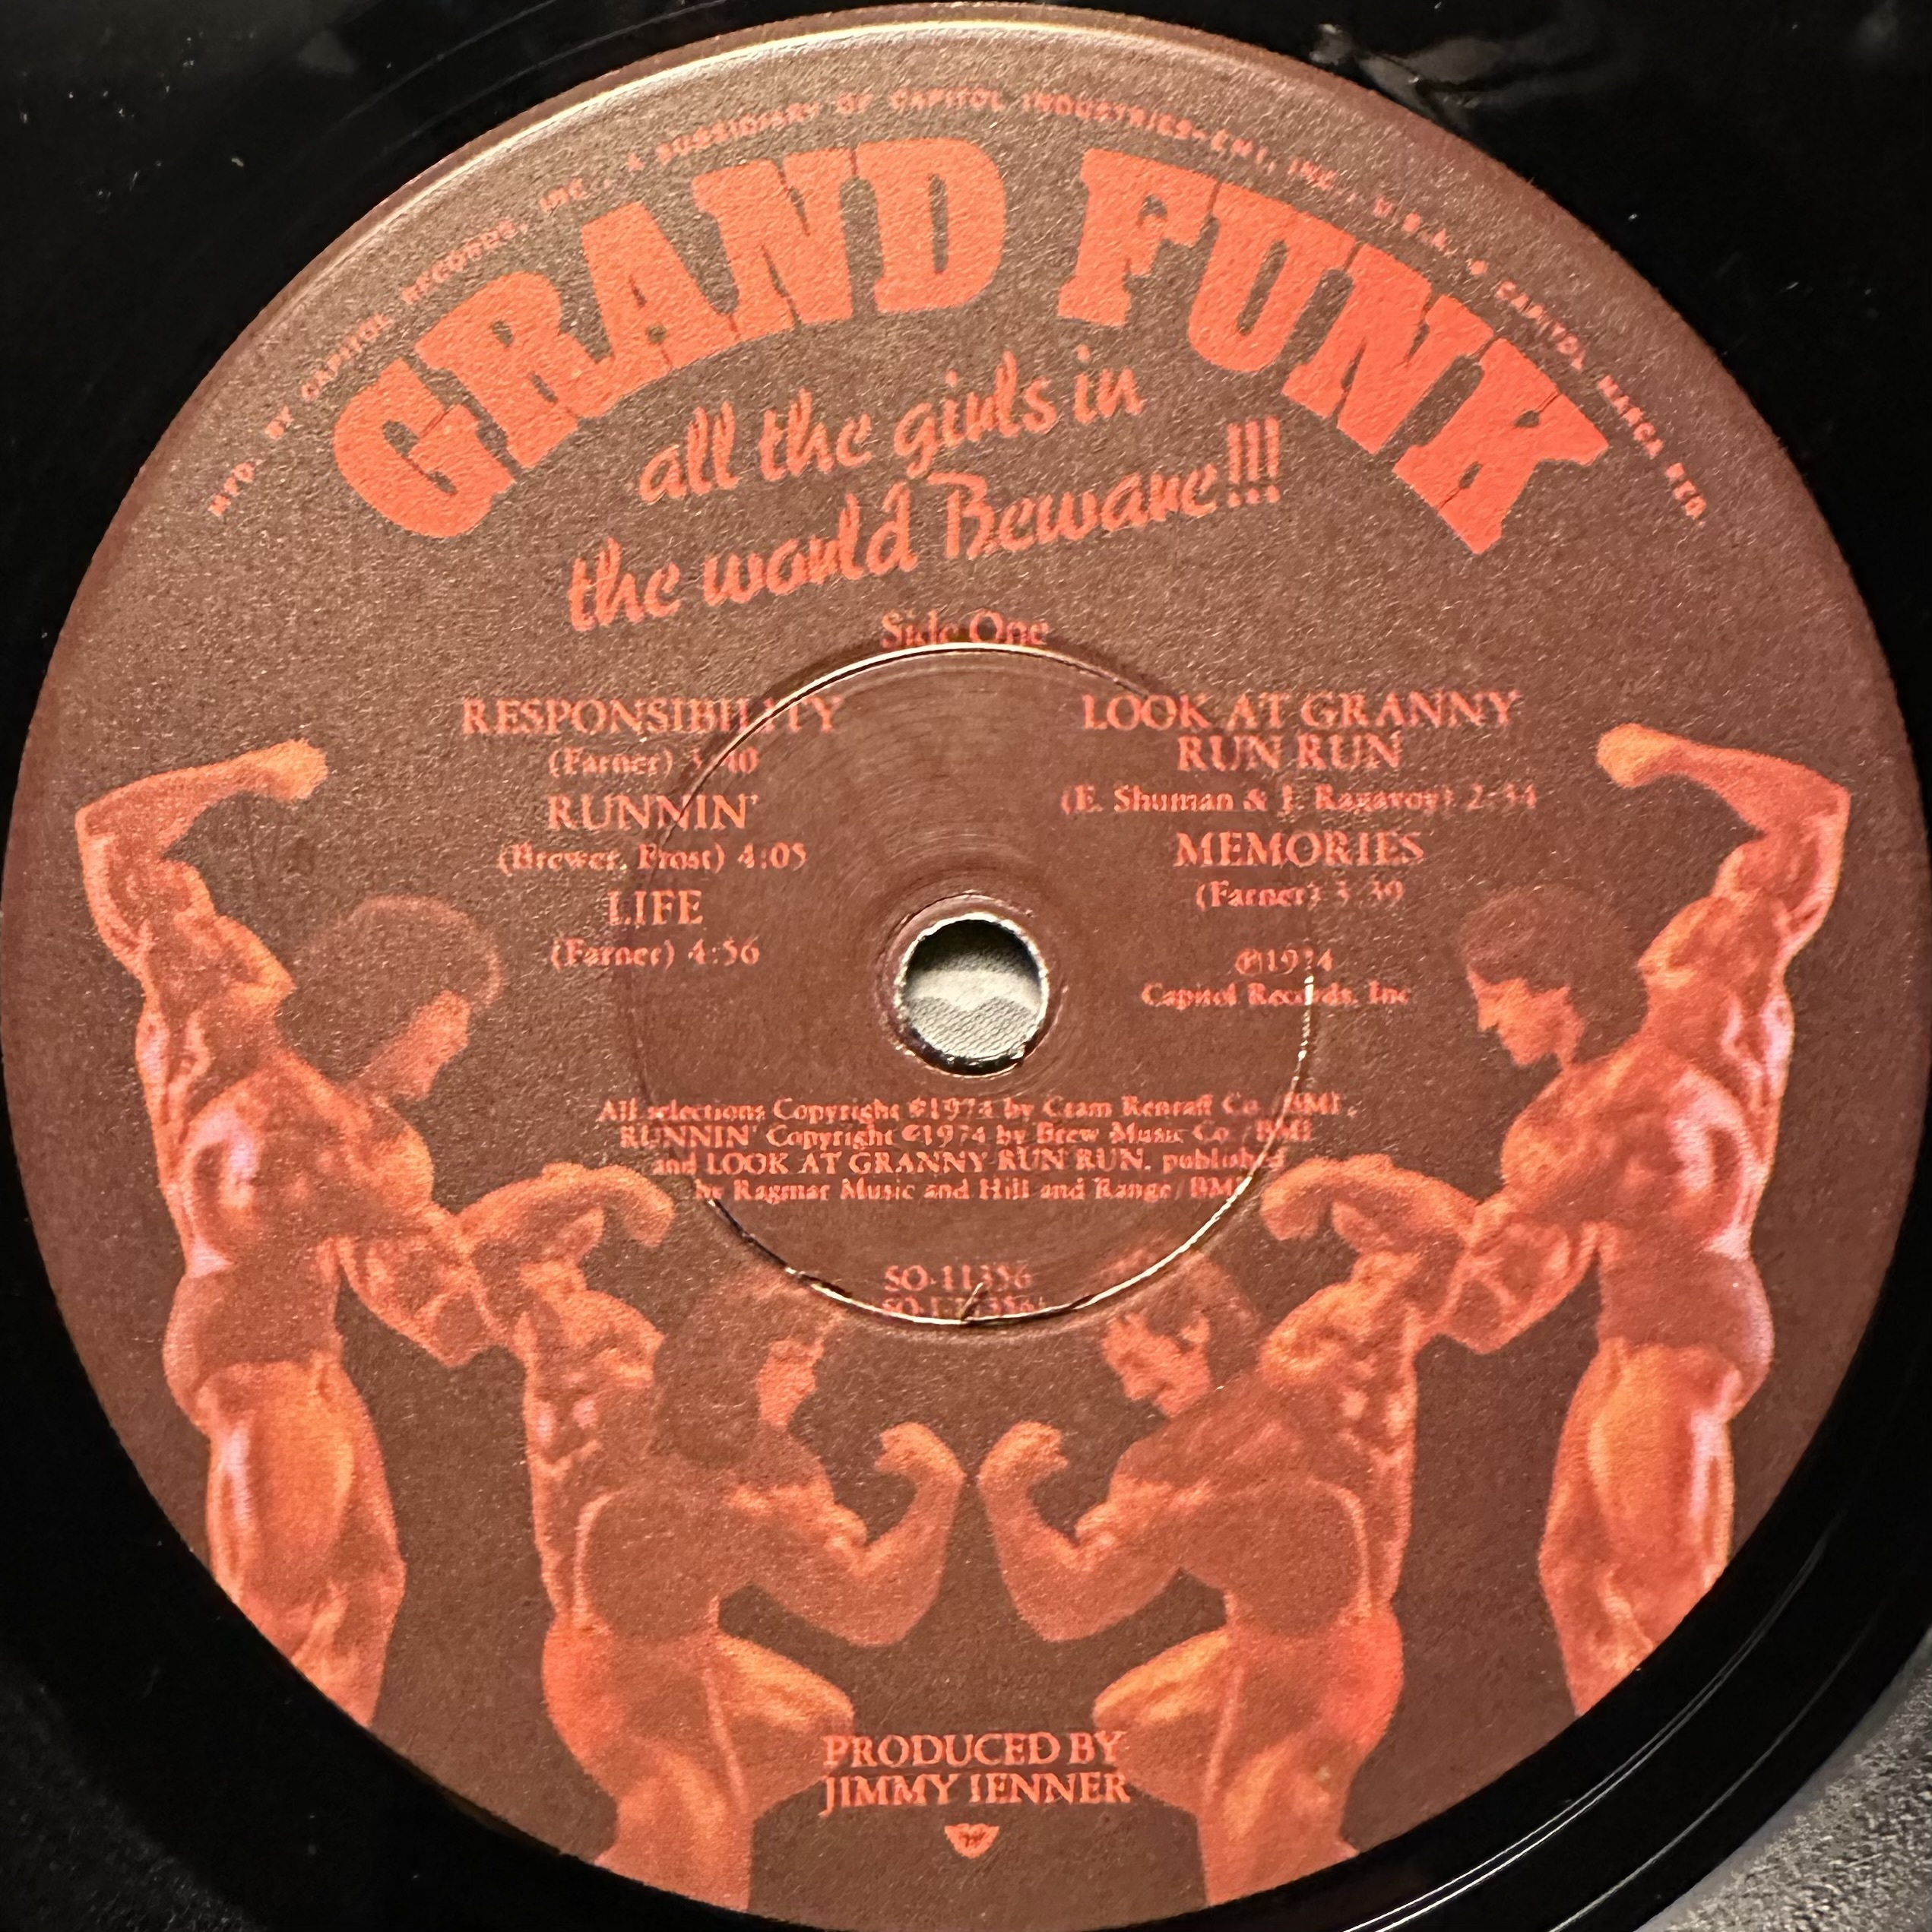 MFD. BY CAPITOL RECORDS, INC., A SUBSIDIARY OF CAPITOL INDUSTRIES-EMI, INC., U.S.A. • CAPITOL MARCA REG.
GRAND FUNK
all the girls in
the world Beware!!!
Side One
RESPONSIBILITY
(Farner) 3:40
RUNNIN'
(Brewer, Frost) 4:05
LIFE
(Farner) 4:56
LOOK AT GRANNY
RUN RUN
(E. Shuman & J. Ragavoy) 2:34
MEMORIES
(Farner) 3:39
℗1974
Capitol Records, Inc.
All selections Copyright ©1974 by Cram Renraff Co./BMI,
RUNNIN' Copyright ©1974 by Brew Music Co./BMI
and LOOK AT GRANNY RUN RUN, published
by Ragmar Music and Hill and Range/BMI
SO-11356
PRODUCED BY
JIMMY IENNER